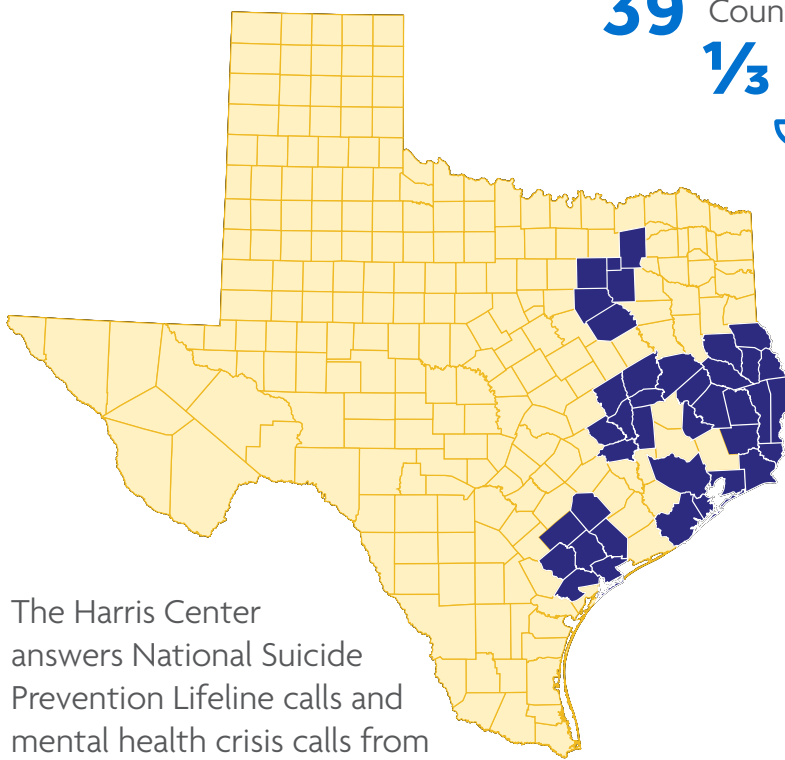 39 Coun
⅓
The Harris Center
answers National Suicide
Prevention Lifeline calls and
mental health crisis calls from